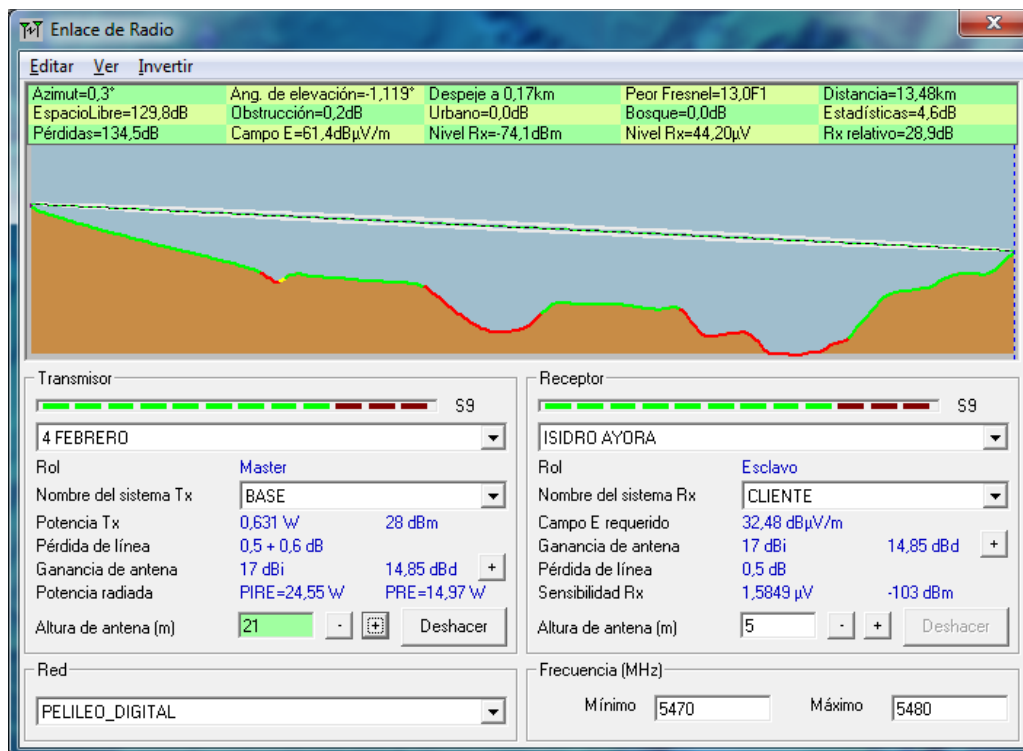 Enlace de Radio
Editar Ver Invertir
Azimut=0,3° Ang. de elevación=-1,119° Despeje a 0,17km Peor Fresnel=13,0F1 Distancia=13,48km
EspacioLibre=129,8dB Obstrucción=0,2dB Urbano=0,0dB Bosque=0,0dB Estadísticas=4,6dB
Pérdidas=134,5dB Campo E=61,4dBµV/m Nivel Rx=-74,1dBm Nivel Rx=44,20µV Rx relativo=28,9dB
Transmisor
S9
4 FEBRERO
Rol Master
Nombre del sistema Tx BASE
Potencia Tx 0,631 W 28 dBm
Pérdida de línea 0,5 + 0,6 dB
Ganancia de antena 17 dBi 14,85 dBd +
Potencia radiada PIRE=24,55 W PRE=14,97 W
Altura de antena (m) 21 - + Deshacer
Red
PELILEO_DIGITAL
Receptor
S9
ISIDRO AYORA
Rol Esclavo
Nombre del sistema Rx CLIENTE
Campo E requerido 32,48 dBµV/m
Ganancia de antena 17 dBi 14,85 dBd +
Pérdida de línea 0,5 dB
Sensibilidad Rx 1,5849 µV -103 dBm
Altura de antena (m) 5 - + Deshacer
Frecuencia (MHz)
Mínimo 5470 Máximo 5480